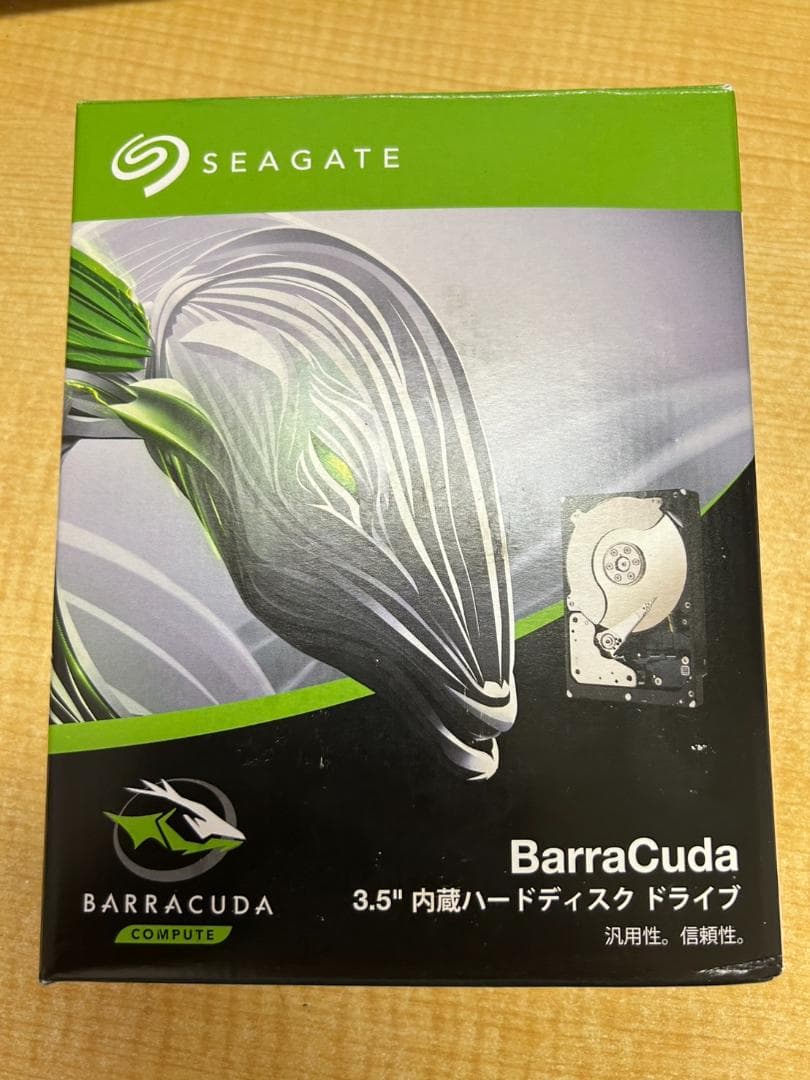 SEAGATE
BarraCuda
3.5" 内蔵ハードディスク ドライブ
汎用性。信頼性。
BARRACUDA
COMPUTE